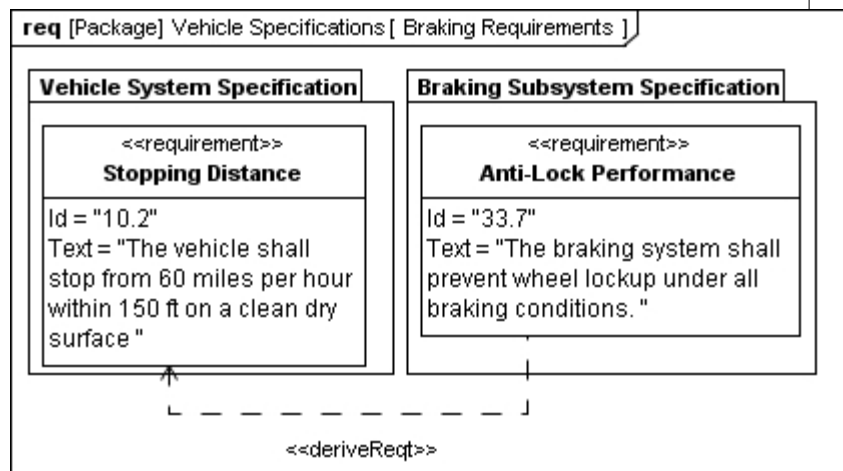 req [Package] Vehicle Specifications [ Braking Requirements ]
Vehicle System Specification
<<requirement>>
Stopping Distance
Id = "10.2"
Text = "The vehicle shall
stop from 60 miles per hour
within 150 ft on a clean dry
surface "
Braking Subsystem Specification
<<requirement>>
Anti-Lock Performance
Id = "33.7"
Text = "The braking system shall
prevent wheel lockup under all
braking conditions. "
<<deriveReqt>>